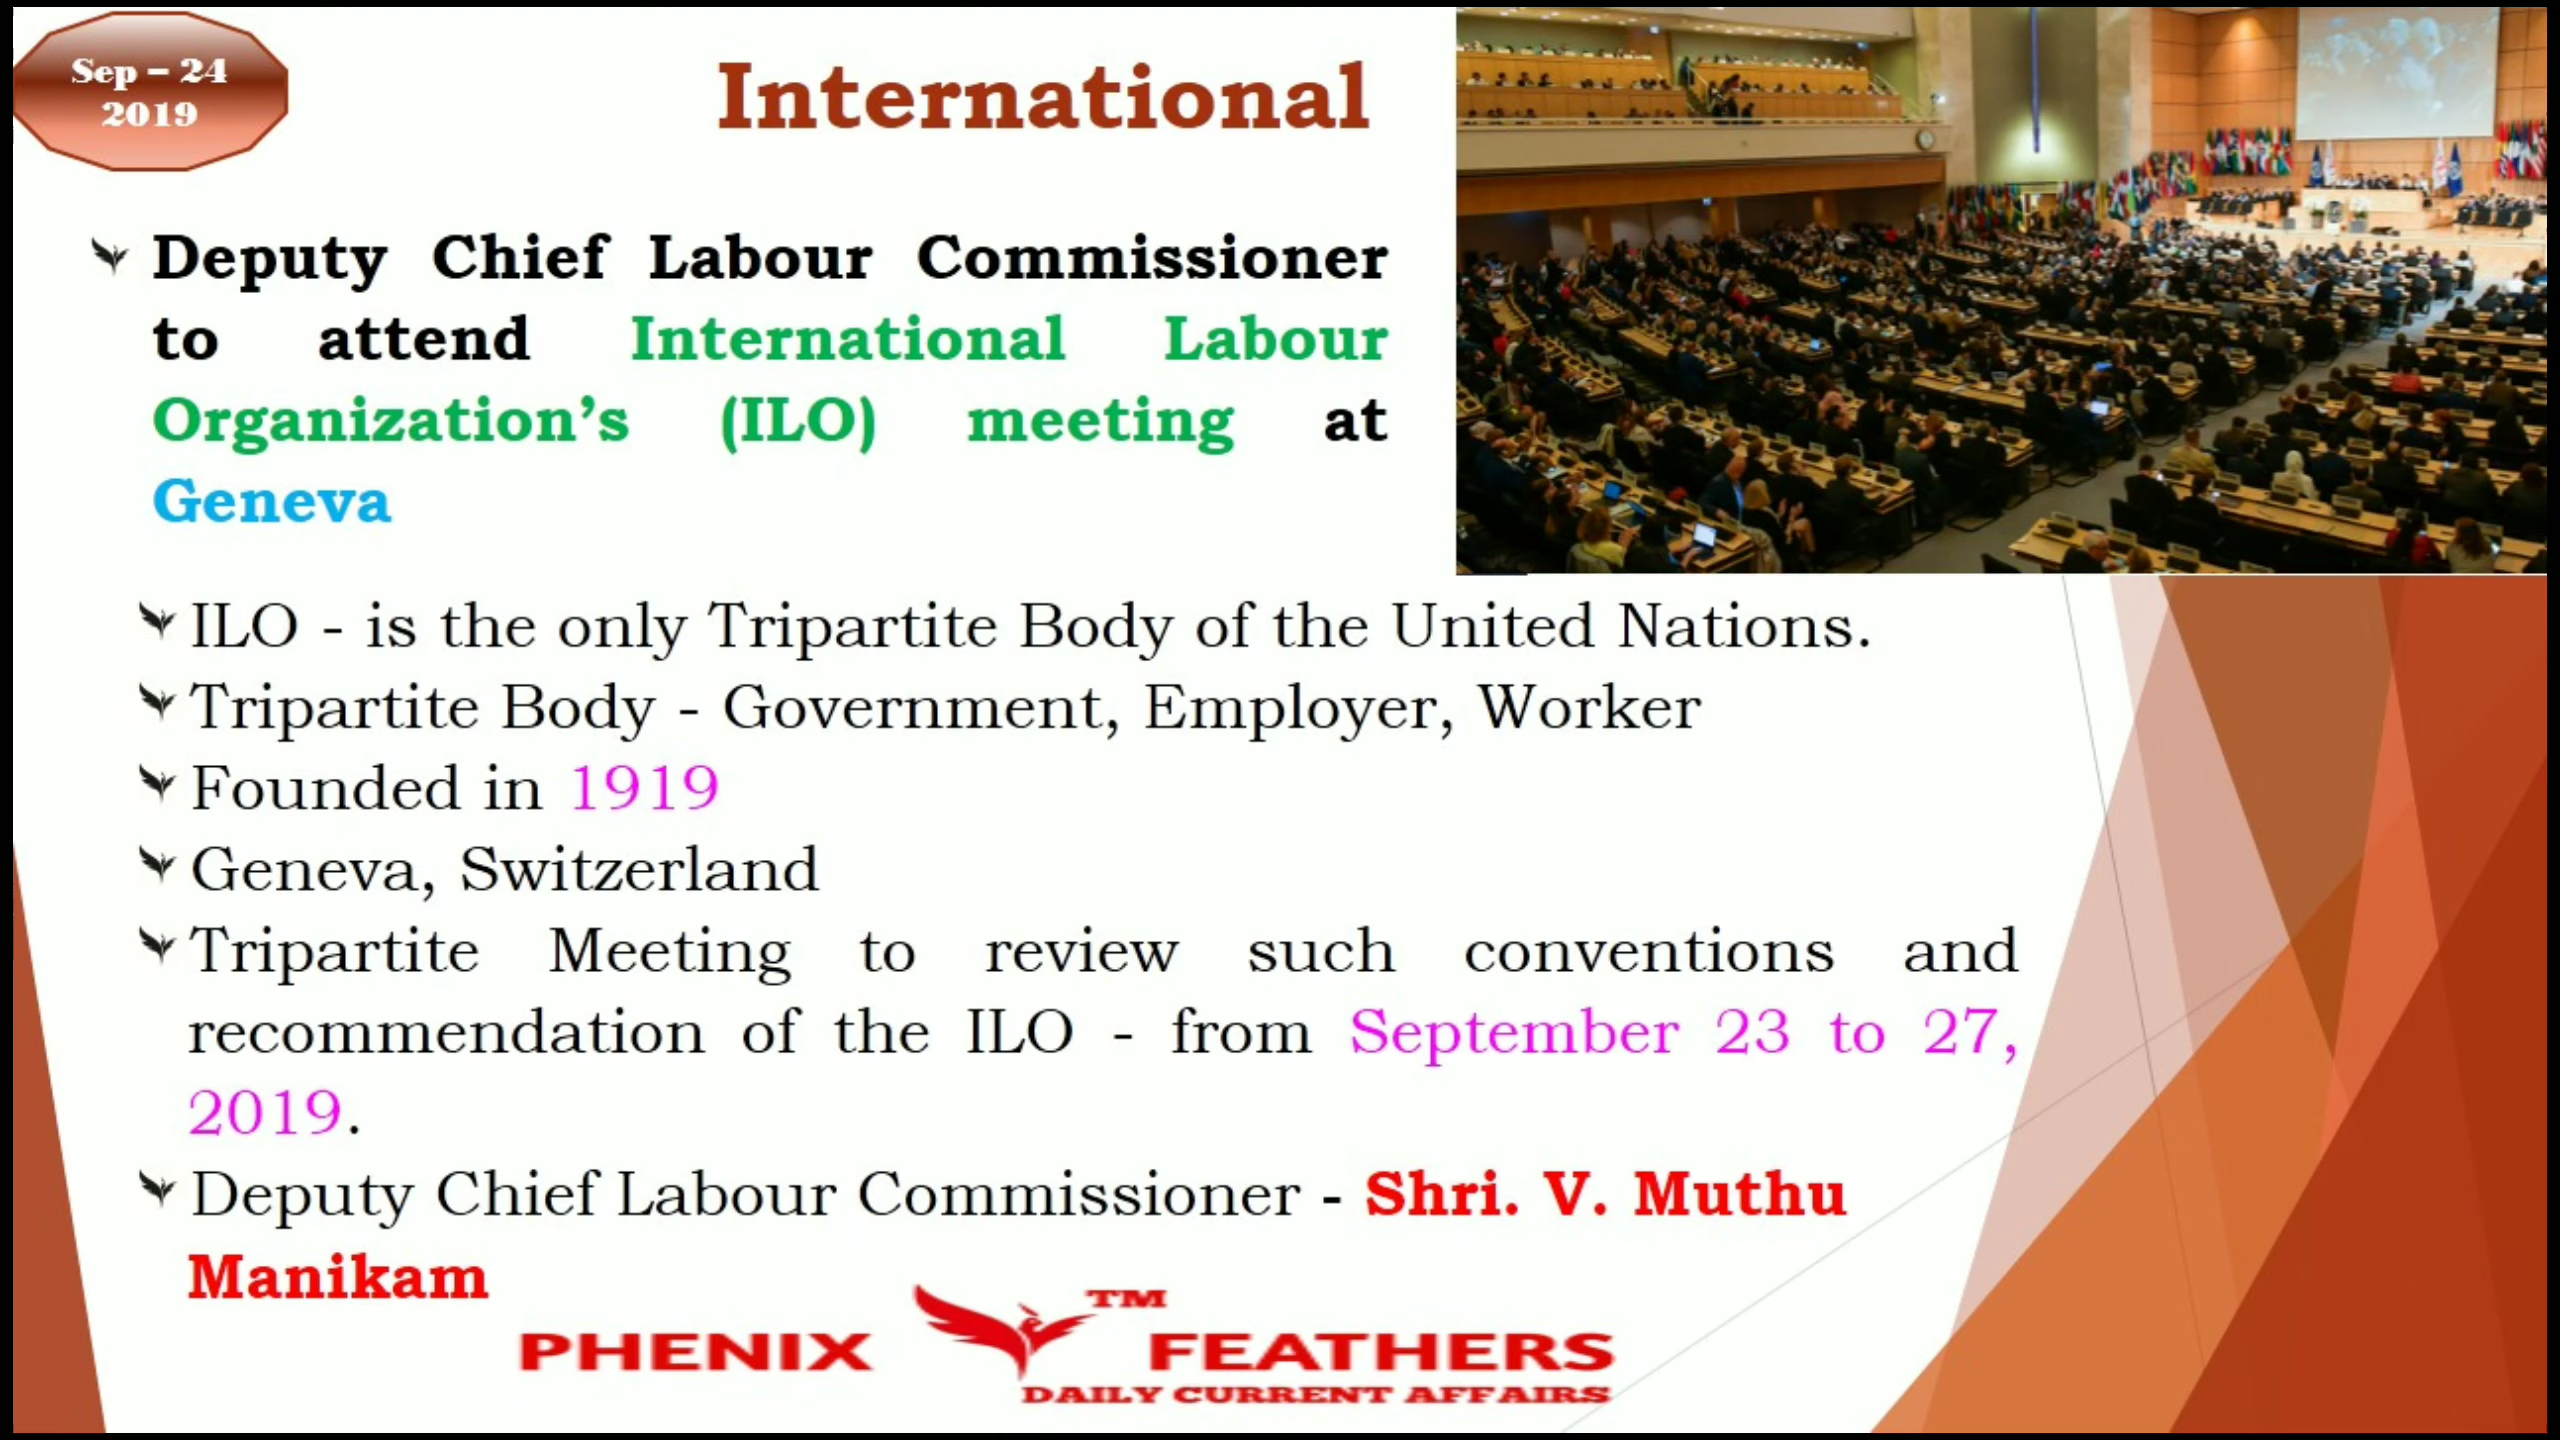 Sep – 24
2019
International
Deputy Chief Labour Commissioner
to attend International Labour
Organization’s (ILO) meeting at
Geneva
ILO - is the only Tripartite Body of the United Nations.
Tripartite Body - Government, Employer, Worker
Founded in 1919
Geneva, Switzerland
Tripartite Meeting to review such conventions and
recommendation of the ILO - from September 23 to 27,
2019.
Deputy Chief Labour Commissioner - Shri. V. Muthu
Manikam
PHENIX FEATHERS TM
DAILY CURRENT AFFAIRS